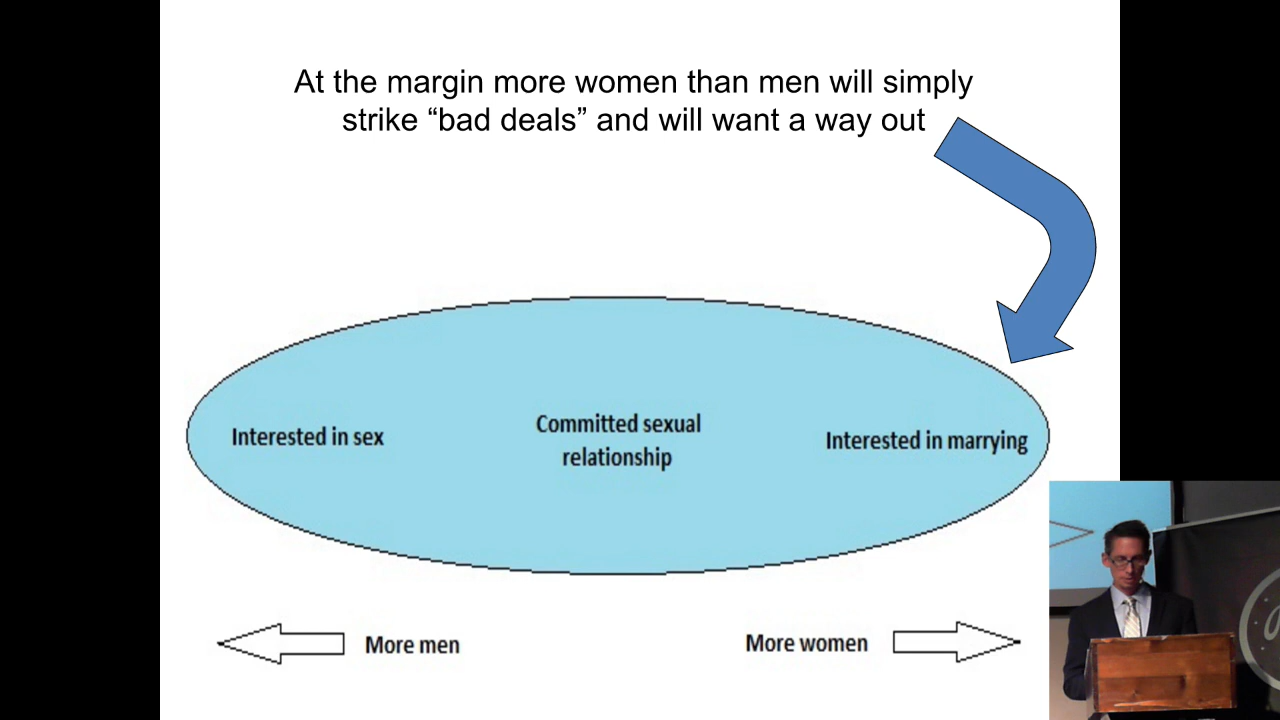 At the margin more women than men will simply
strike “bad deals” and will want a way out
Interested in sex
Committed sexual
relationship
Interested in marrying
More men
More women